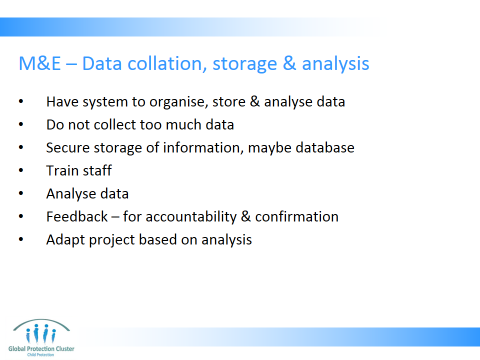 M&E – Data collation, storage & analysis
• Have system to organise, store & analyse data
• Do not collect too much data
• Secure storage of information, maybe database
• Train staff
• Analyse data
• Feedback – for accountability & confirmation
• Adapt project based on analysis
Global Protection Cluster
Child Protection